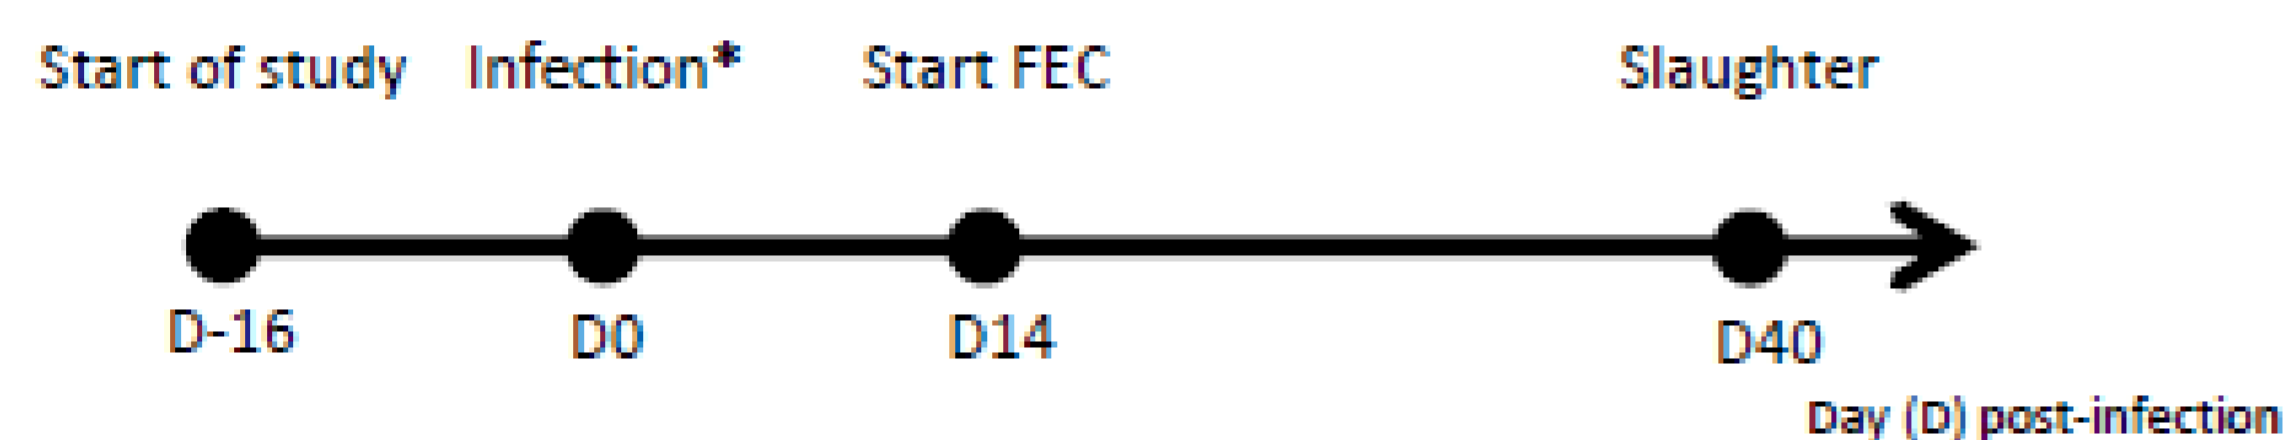 Start of study Infection* Start FEC Slaughter
D-16 D0 D14 D40
Day (D) post-infection